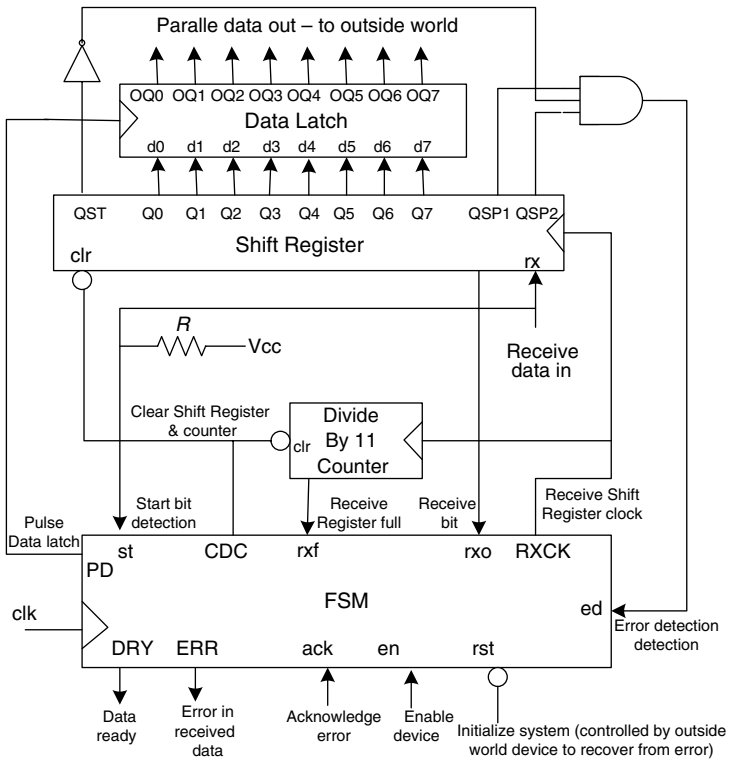 Paralle data out – to outside world
OQ0 OQ1 OQ2 OQ3 OQ4 OQ5 OQ6 OQ7
Data Latch
d0 d1 d2 d3 d4 d5 d6 d7
QST Q0 Q1 Q2 Q3 Q4 Q5 Q6 Q7 QSP1 QSP2
Shift Register
clr
rx
R
Vcc
Receive
data in
Clear Shift Register
& counter
clr
Divide
By 11
Counter
Pulse
Data latch
Start bit
detection
Receive
Register full
Receive
bit
Receive Shift
Register clock
st CDC rxf rxo RXCK
PD
FSM
clk
ed
Error detection
detection
DRY ERR ack en rst
Data
ready
Error in
received
data
Acknowledge
error
Enable
device
Initialize system (controlled by outside
world device to recover from error)